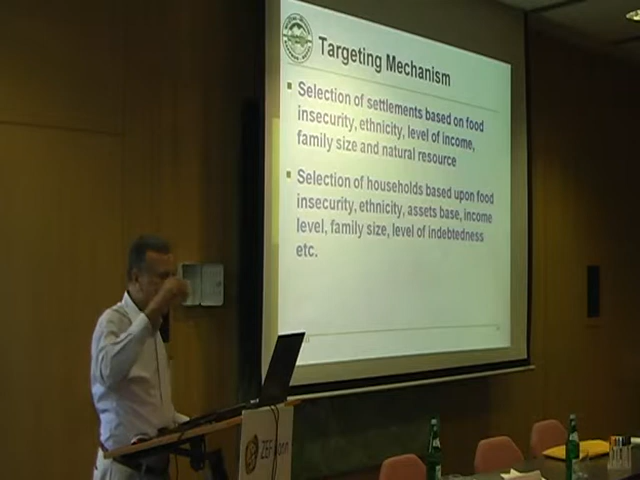 Targeting Mechanism
Selection of settlements based on food
insecurity, ethnicity, level of income,
family size and natural resource
Selection of households based upon food
insecurity, ethnicity, assets base, income
level, family size, level of indebtedness
etc.
ZEF